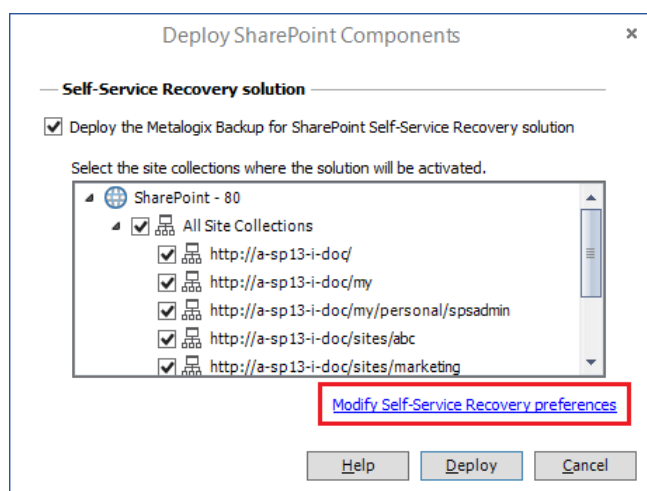 Deploy SharePoint Components
Self-Service Recovery solution
Deploy the Metalogix Backup for SharePoint Self-Service Recovery solution
Select the site collections where the solution will be activated.
SharePoint - 80
All Site Collections
http://a-sp13-i-doc/
http://a-sp13-i-doc/my
http://a-sp13-i-doc/my/personal/spsadmin
http://a-sp13-i-doc/sites/abc
http://a-sp13-i-doc/sites/marketing
Modify Self-Service Recovery preferences
Help Deploy Cancel